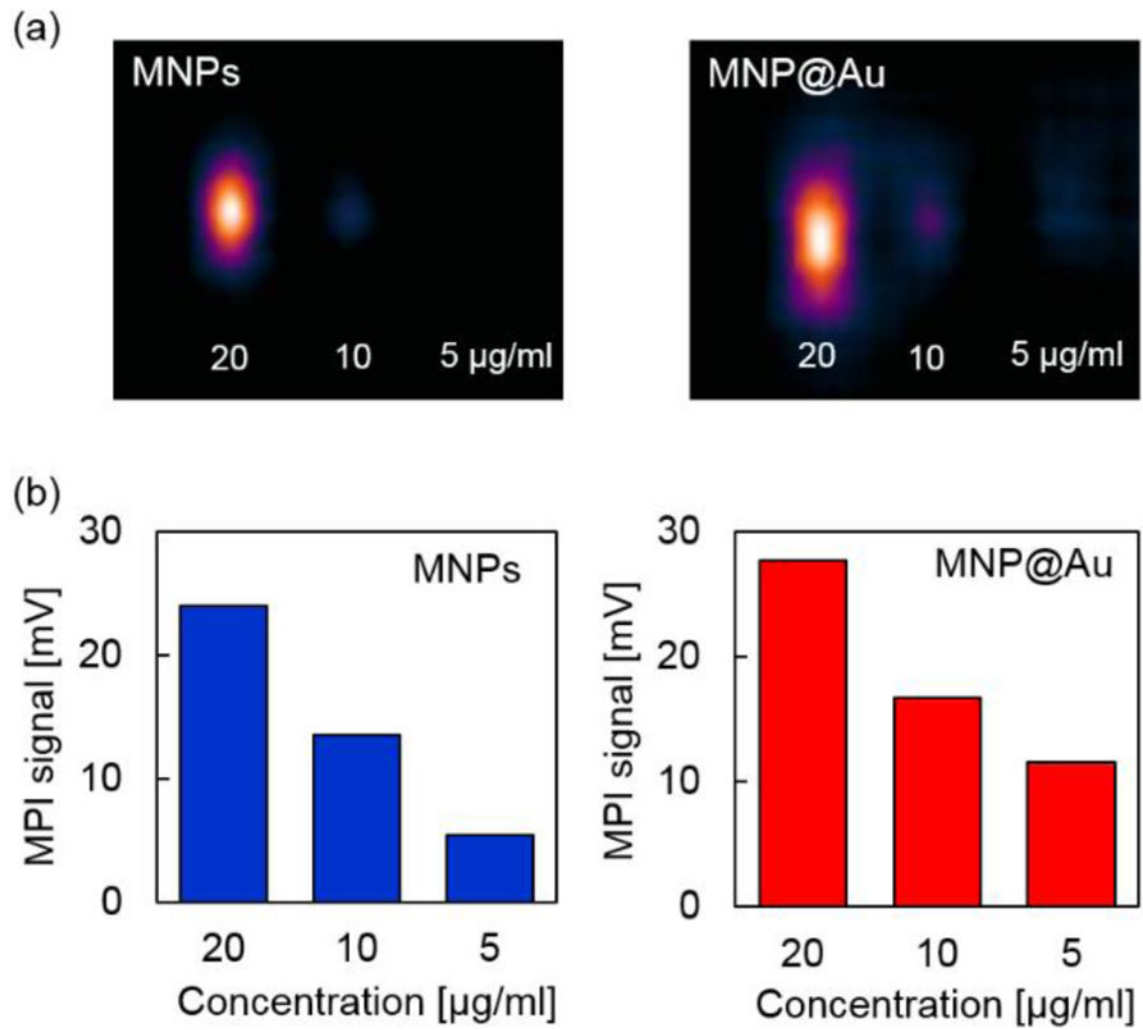 (a)
MNPs
20 10 5 µg/ml
MNP@Au
20 10 5 µg/ml
(b)
MPI signal [mV]
30
20
10
0
MNPs
20 10 5
Concentration [µg/ml]
MPI signal [mV]
30
20
10
0
MNP@Au
20 10 5
Concentration [µg/ml]